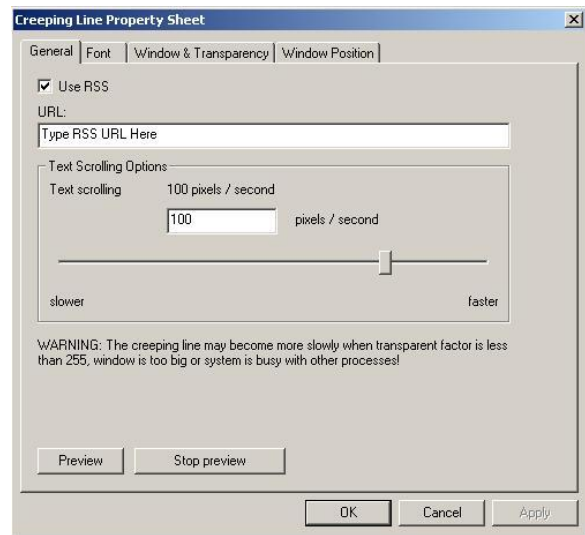 Creeping Line Property Sheet
General Font Window & Transparency Window Position
Use RSS
URL:
Type RSS URL Here
Text Scrolling Options
Text scrolling 100 pixels / second
100 pixels / second
slower faster
WARNING: The creeping line may become more slowly when transparent factor is less
than 255, window is too big or system is busy with other processes!
Preview Stop preview
OK Cancel Apply